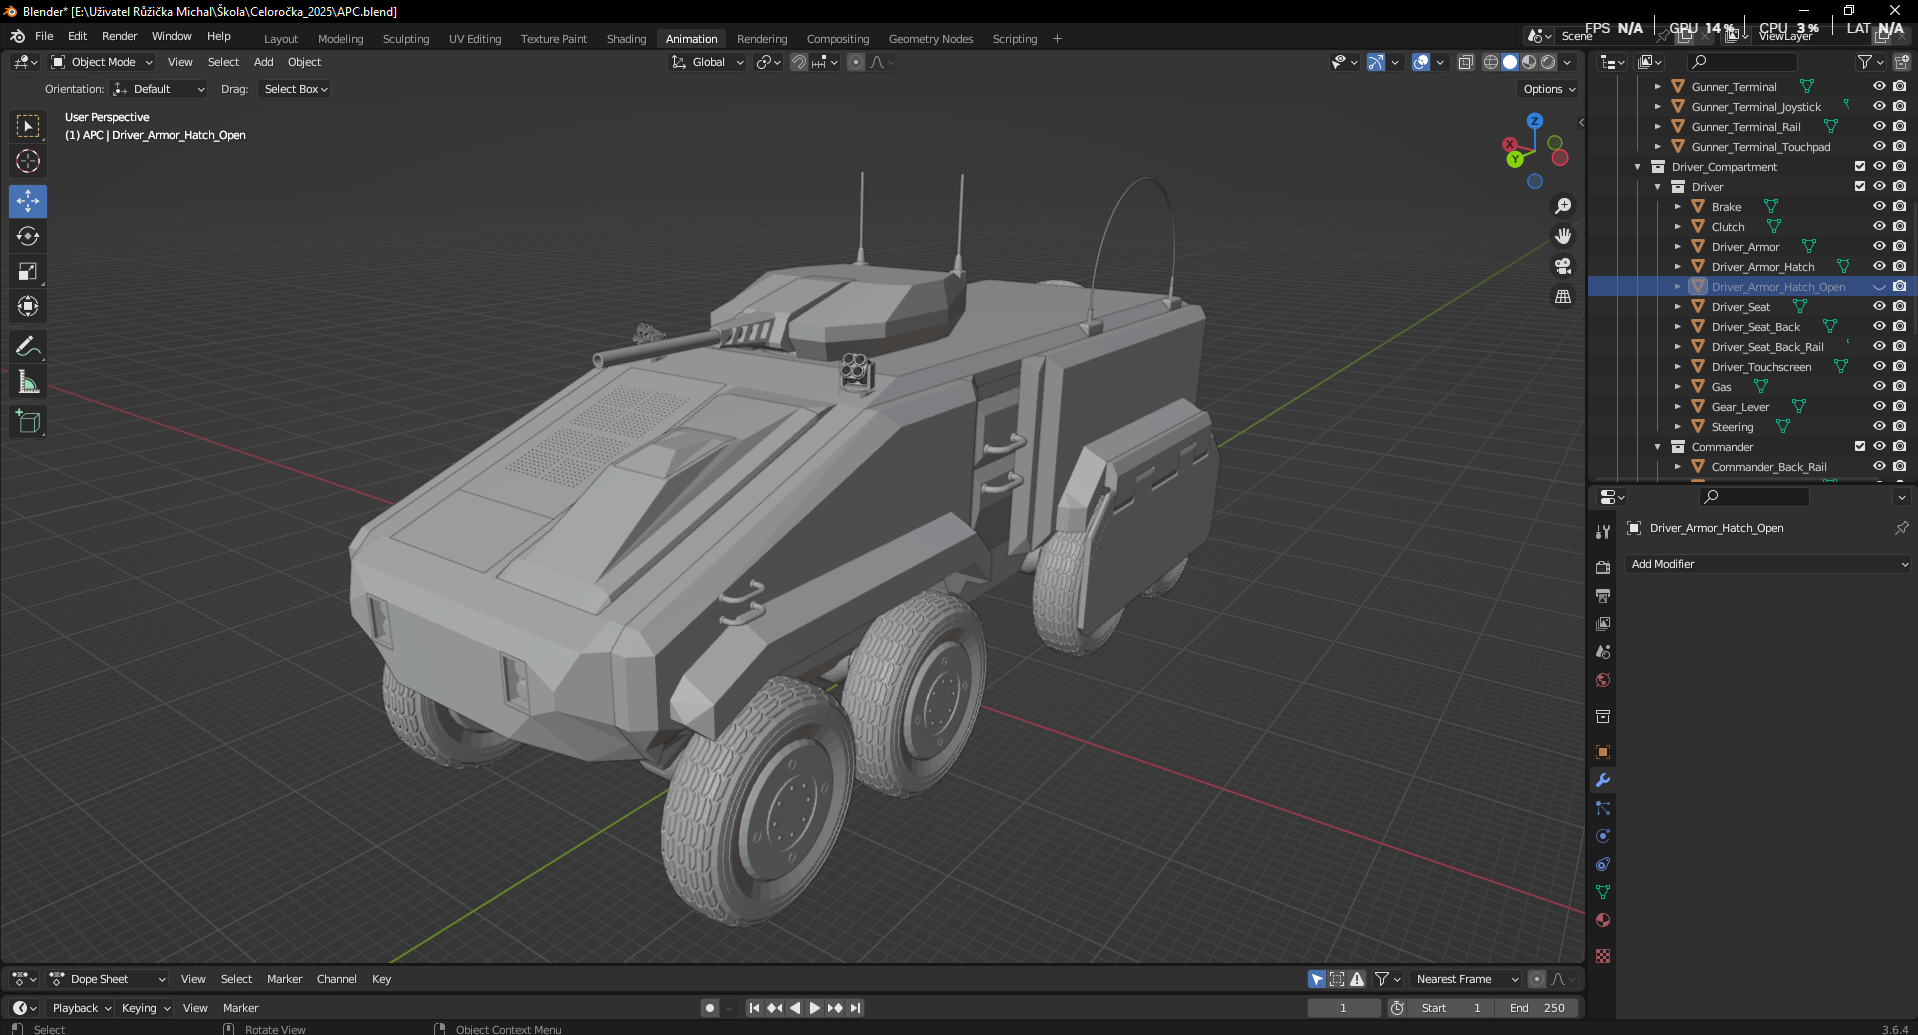 Blender* [E:\Uživatel Růžička Michal\Škola\Celoročka_2025\APC.blend]
FPS N/A GPU 14 % CPU 3 % LAT N/A
File Edit Render Window Help Layout Modeling Sculpting UV Editing Texture Paint Shading Animation Rendering Compositing Geometry Nodes Scripting + Scene ViewLayer
Object Mode View Select Add Object Global
Orientation: Default Drag: Select Box Options
User Perspective
(1) APC | Driver_Armor_Hatch_Open
Z
X
Y
Gunner_Terminal
Gunner_Terminal_Joystick
Gunner_Terminal_Rail
Gunner_Terminal_Touchpad
Driver_Compartment
Driver
Brake
Clutch
Driver_Armor
Driver_Armor_Hatch
Driver_Armor_Hatch_Open
Driver_Seat
Driver_Seat_Back
Driver_Seat_Back_Rail
Driver_Touchscreen
Gas
Gear_Lever
Steering
Commander
Commander_Back_Rail
Driver_Armor_Hatch_Open
Add Modifier
Dope Sheet View Select Marker Channel Key Nearest Frame
Playback Keying View Marker 1 Start 1 End 250
Select Rotate View Object Context Menu 3.6.4